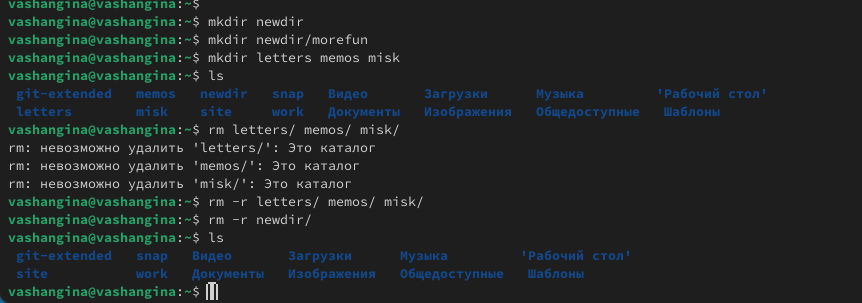 vashangina@vashangina:~$
vashangina@vashangina:~$ mkdir newdir
vashangina@vashangina:~$ mkdir newdir/morefun
vashangina@vashangina:~$ mkdir letters memos misk
vashangina@vashangina:~$ ls
git-extended memos newdir snap Видео Загрузки Музыка 'Рабочий стол'
letters misk site work Документы Изображения Общедоступные Шаблоны
vashangina@vashangina:~$ rm letters/ memos/ misk/
rm: невозможно удалить 'letters/': Это каталог
rm: невозможно удалить 'memos/': Это каталог
rm: невозможно удалить 'misk/': Это каталог
vashangina@vashangina:~$ rm -r letters/ memos/ misk/
vashangina@vashangina:~$ rm -r newdir/
vashangina@vashangina:~$ ls
git-extended snap Видео Загрузки Музыка 'Рабочий стол'
site work Документы Изображения Общедоступные Шаблоны
vashangina@vashangina:~$